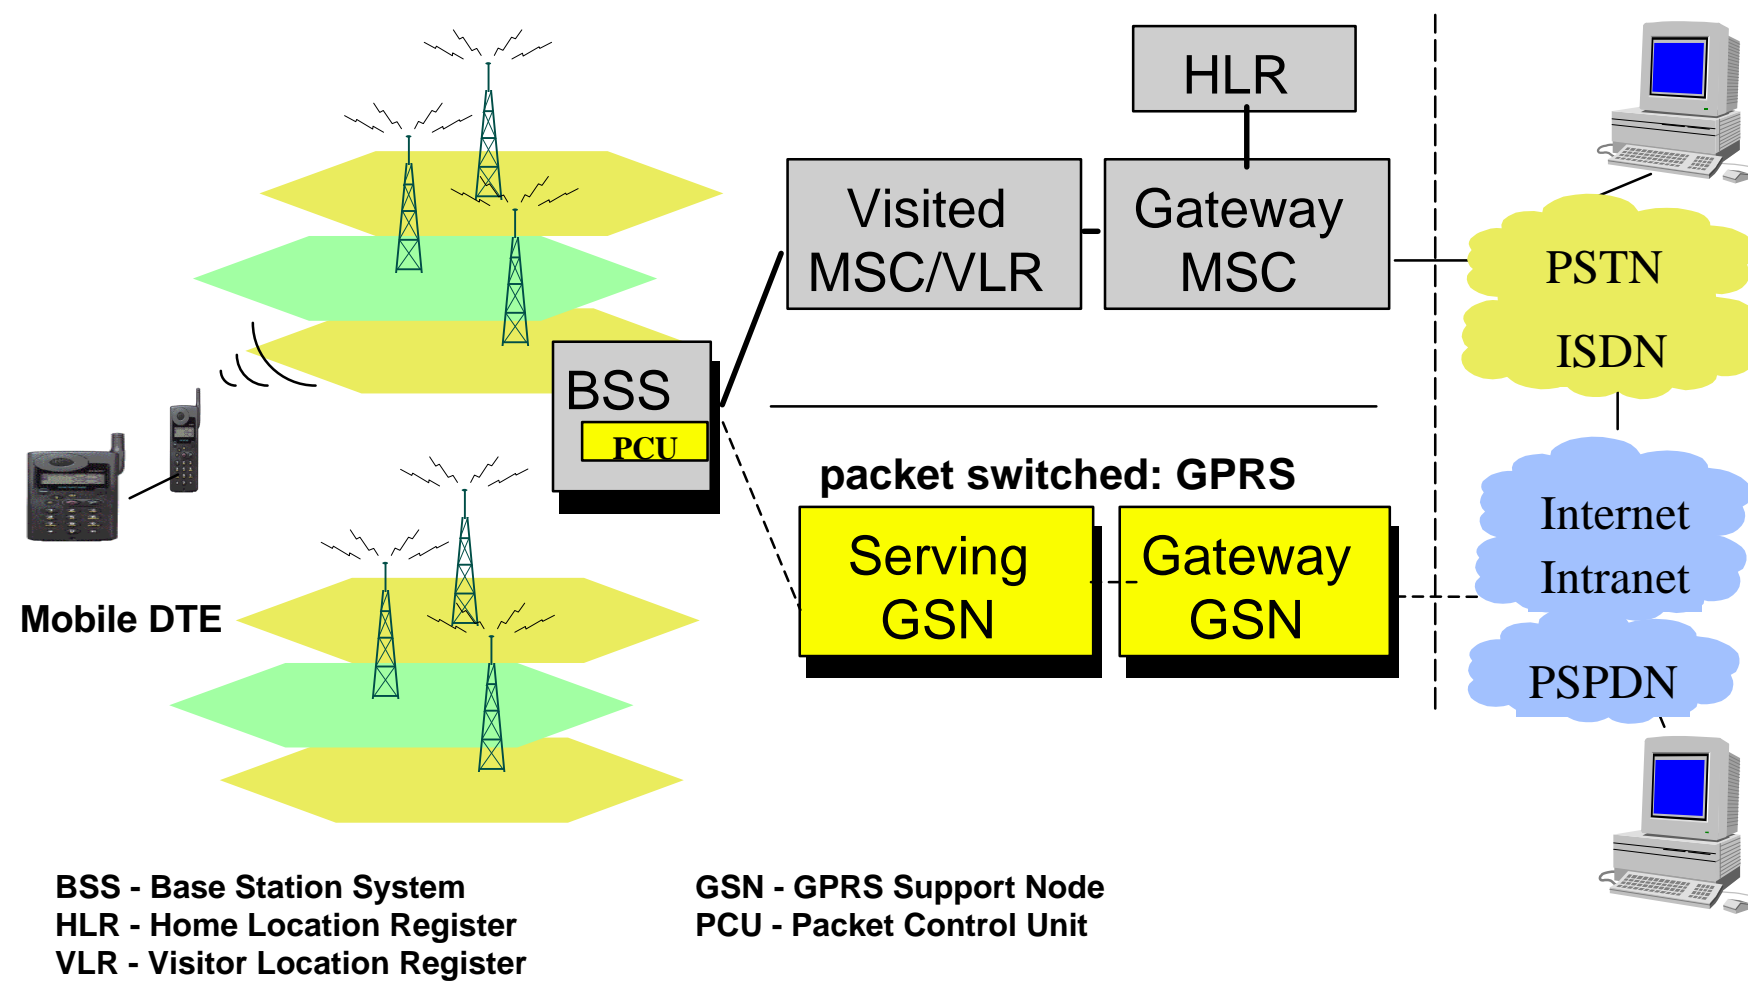 HLR
Visited
MSC/VLR
Gateway
MSC
PSTN
ISDN
BSS
PCU
packet switched: GPRS
Serving
GSN
Gateway
GSN
Internet
Intranet
PSPDN
Mobile DTE
BSS - Base Station System
HLR - Home Location Register
VLR - Visitor Location Register
GSN - GPRS Support Node
PCU - Packet Control Unit